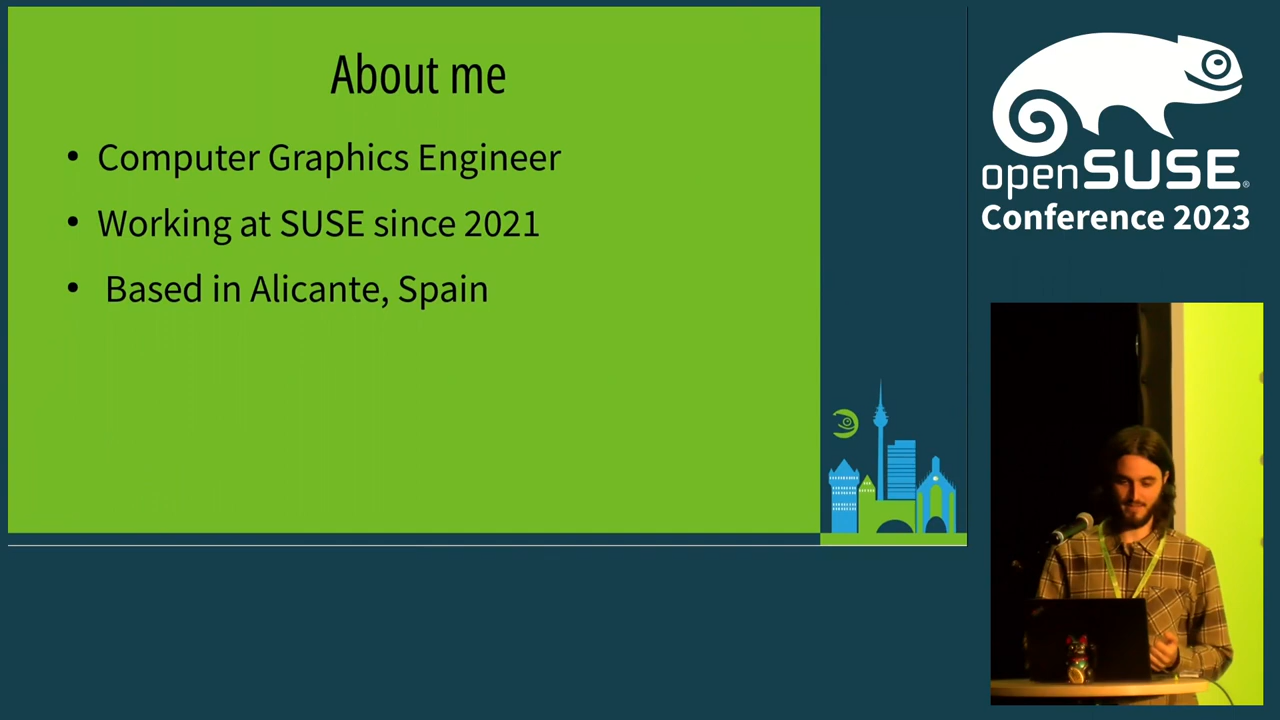 About me
• Computer Graphics Engineer
• Working at SUSE since 2021
• Based in Alicante, Spain
openSUSE®
Conference 2023